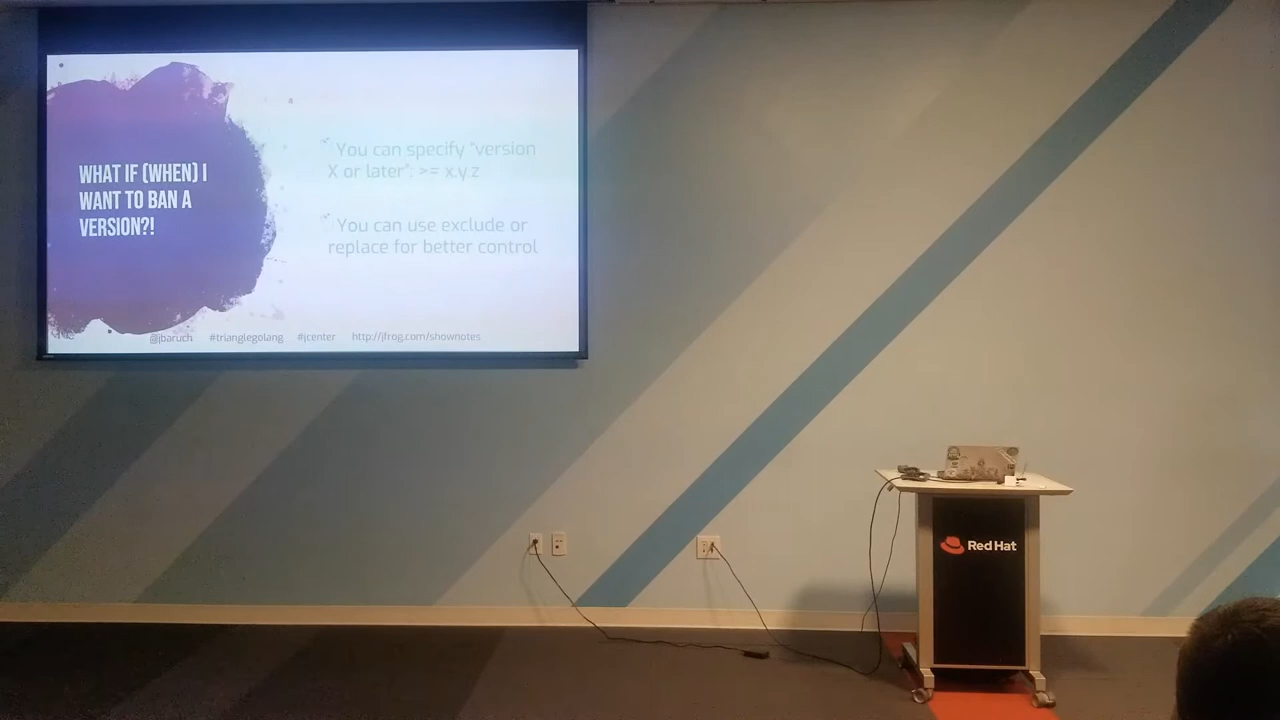 WHAT IF (WHEN) I
WANT TO BAN A
VERSION?!
You can specify "version
X or later": >= x.y.z
You can use exclude or
replace for better control
@jbaruch #trianglegolang #jcenter http://jfrog.com/shownotes
Red Hat